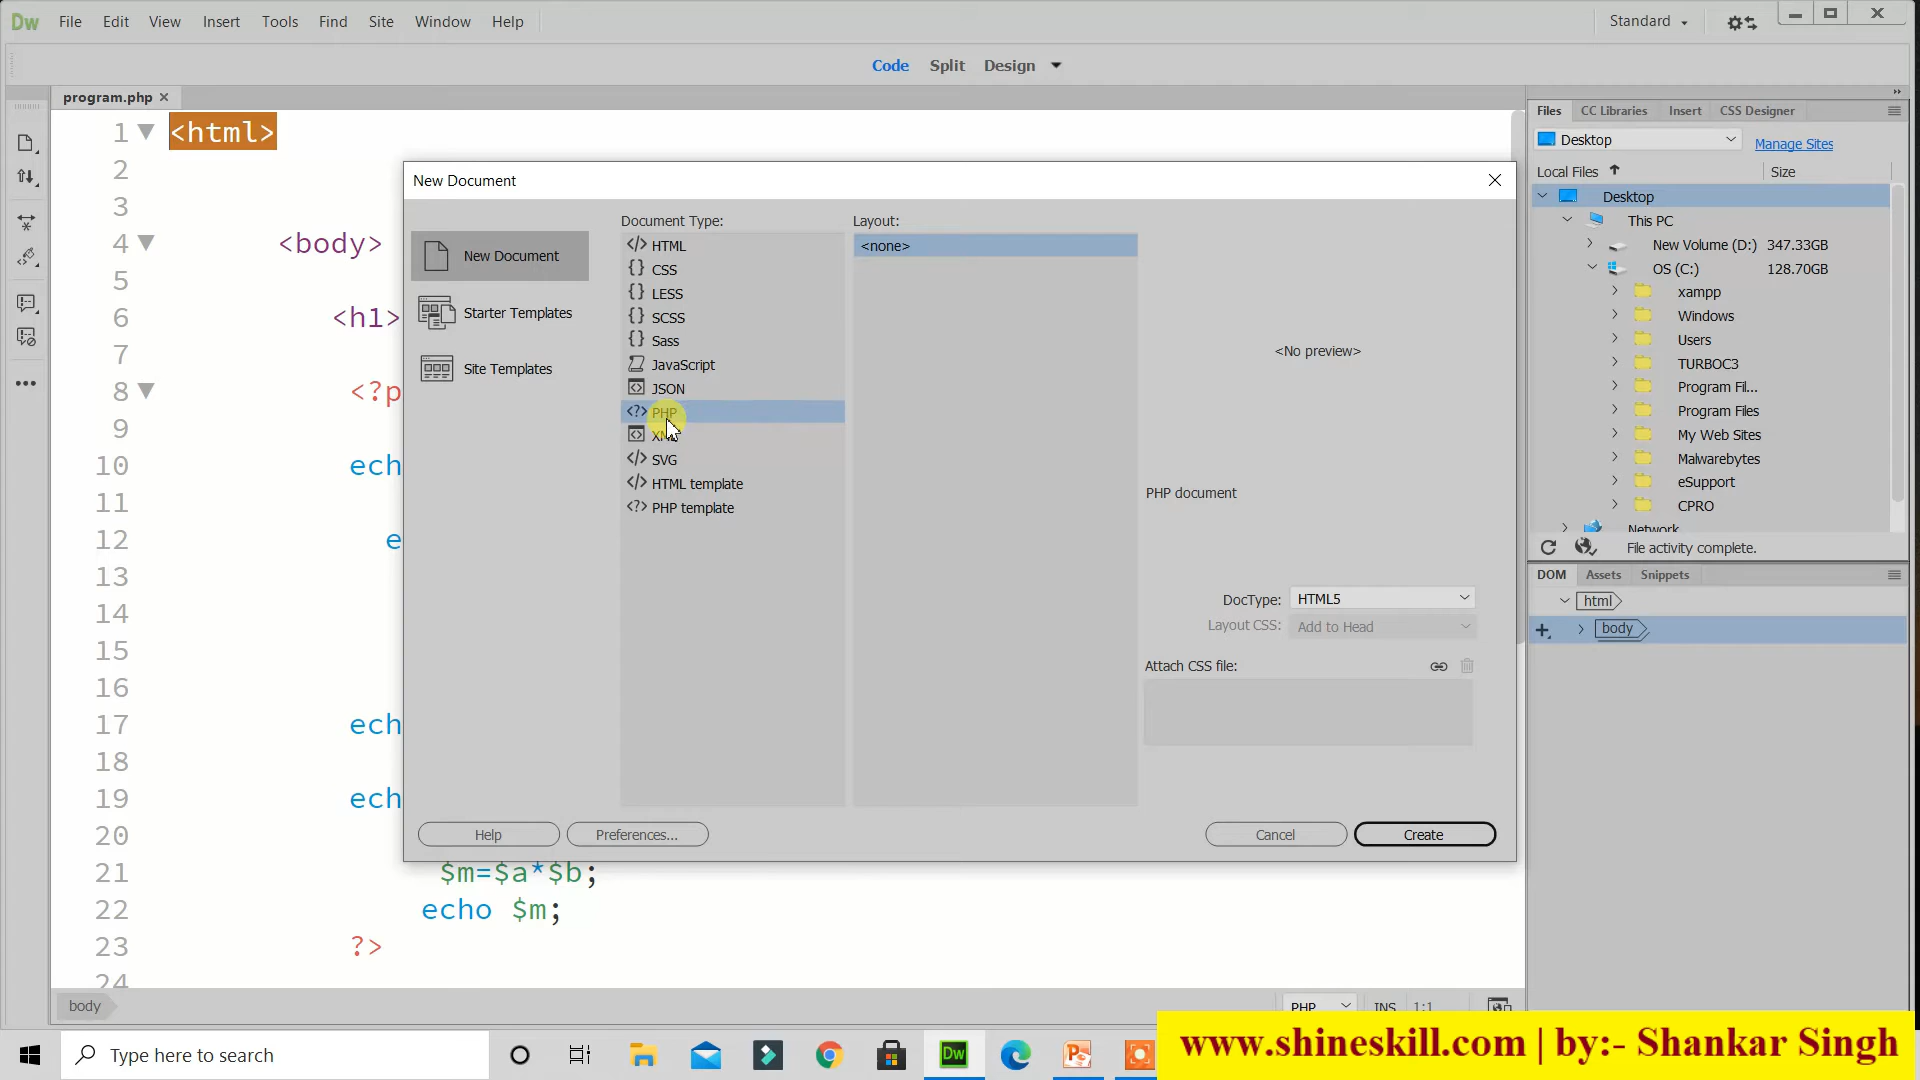 Dw File Edit View Insert Tools Find Site Window Help Standard
Code Split Design
program.php
Files CC Libraries Insert CSS Designer
Desktop Manage Sites
Local Files Size
Desktop
This PC
New Volume (D:) 347.33GB
OS (C:) 128.70GB
xampp
Windows
Users
TURBOC3
Program Fil...
Program Files
My Web Sites
Malwarebytes
eSupport
CPRO
Network
File activity complete.
DOM Assets Snippets
html
body
1 <html>
2
3
4 <body>
5
6 <h1>
7
8 <?p
9
10 ech
11
12 e
13
14
15
16
17 ech
18
19 ech
20
21 $m=$a*$b;
22 echo $m;
23 ?>
24
New Document
New Document
Starter Templates
Site Templates
Document Type:
HTML
CSS
LESS
SCSS
Sass
JavaScript
JSON
PHP
XML
SVG
HTML template
PHP template
Layout:
<none>
<No preview>
PHP document
DocType: HTML5
Layout CSS: Add to Head
Attach CSS file:
Help Preferences... Cancel Create
body PHP INS 1:1
Type here to search
Dw
www.shineskill.com | by:- Shankar Singh